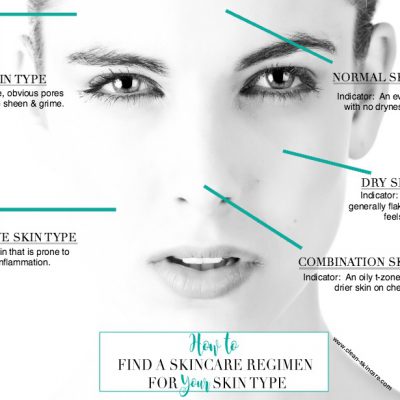 IN TYPE
, obvious pores
sheen & grime.
NORMAL S
Indicator: An ev
with no drynes
DRY S
Indicator:
generally flak
feels
E SKIN TYPE
in that is prone to
nflammation.
COMBINATION SK
Indicator: An oily t-zone
drier skin on che
How to
FIND A SKINCARE REGIMEN
FOR Your SKIN TYPE
www.clean-skincare.com